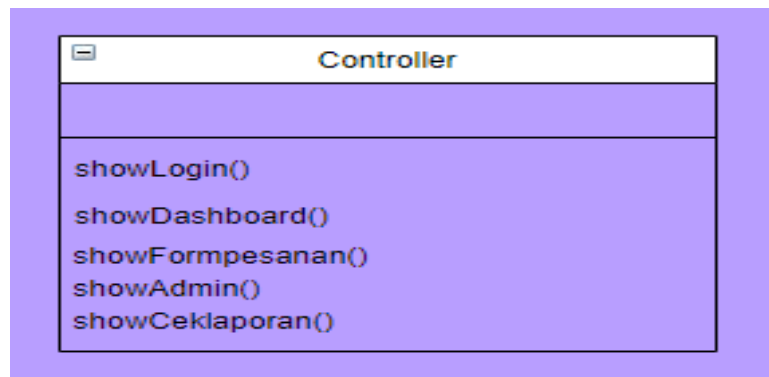 Controller
showLogin()
showDashboard()
showFormpesanan()
showAdmin()
showCeklaporan()